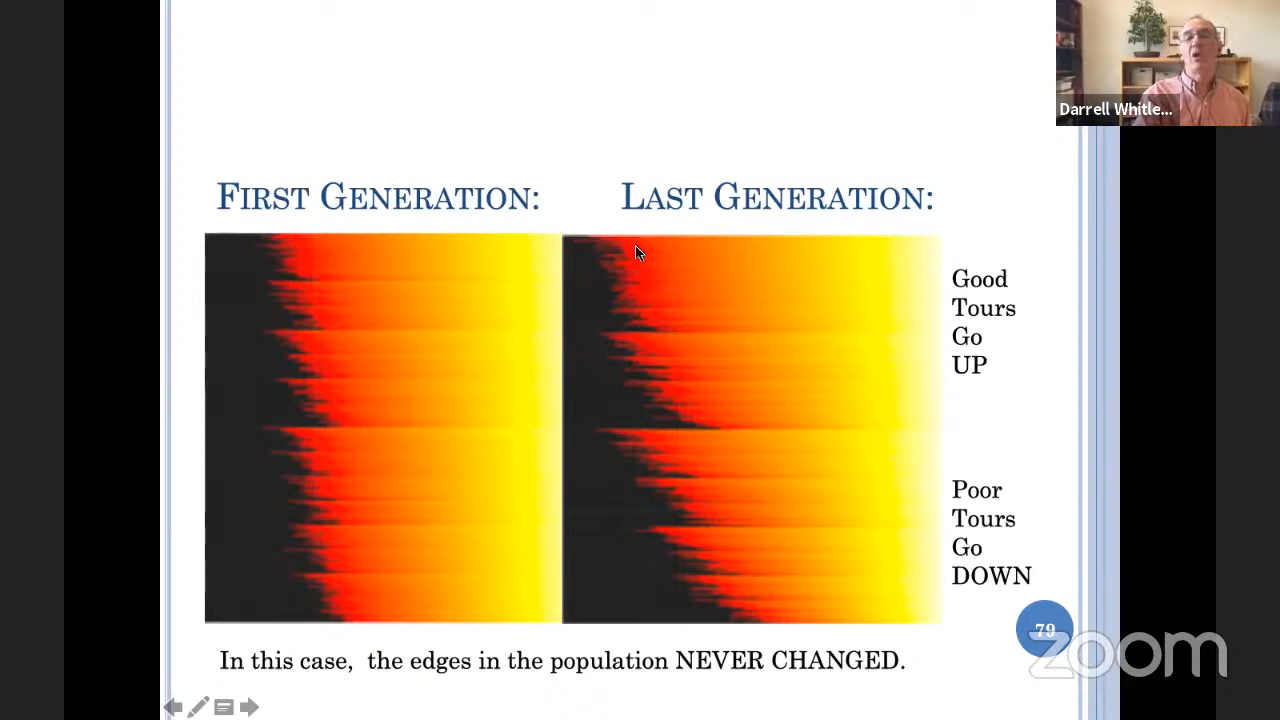 Darrell Whitle...
FIRST GENERATION:
LAST GENERATION:
Good
Tours
Go
UP
Poor
Tours
Go
DOWN
79
In this case, the edges in the population NEVER CHANGED.
zoom